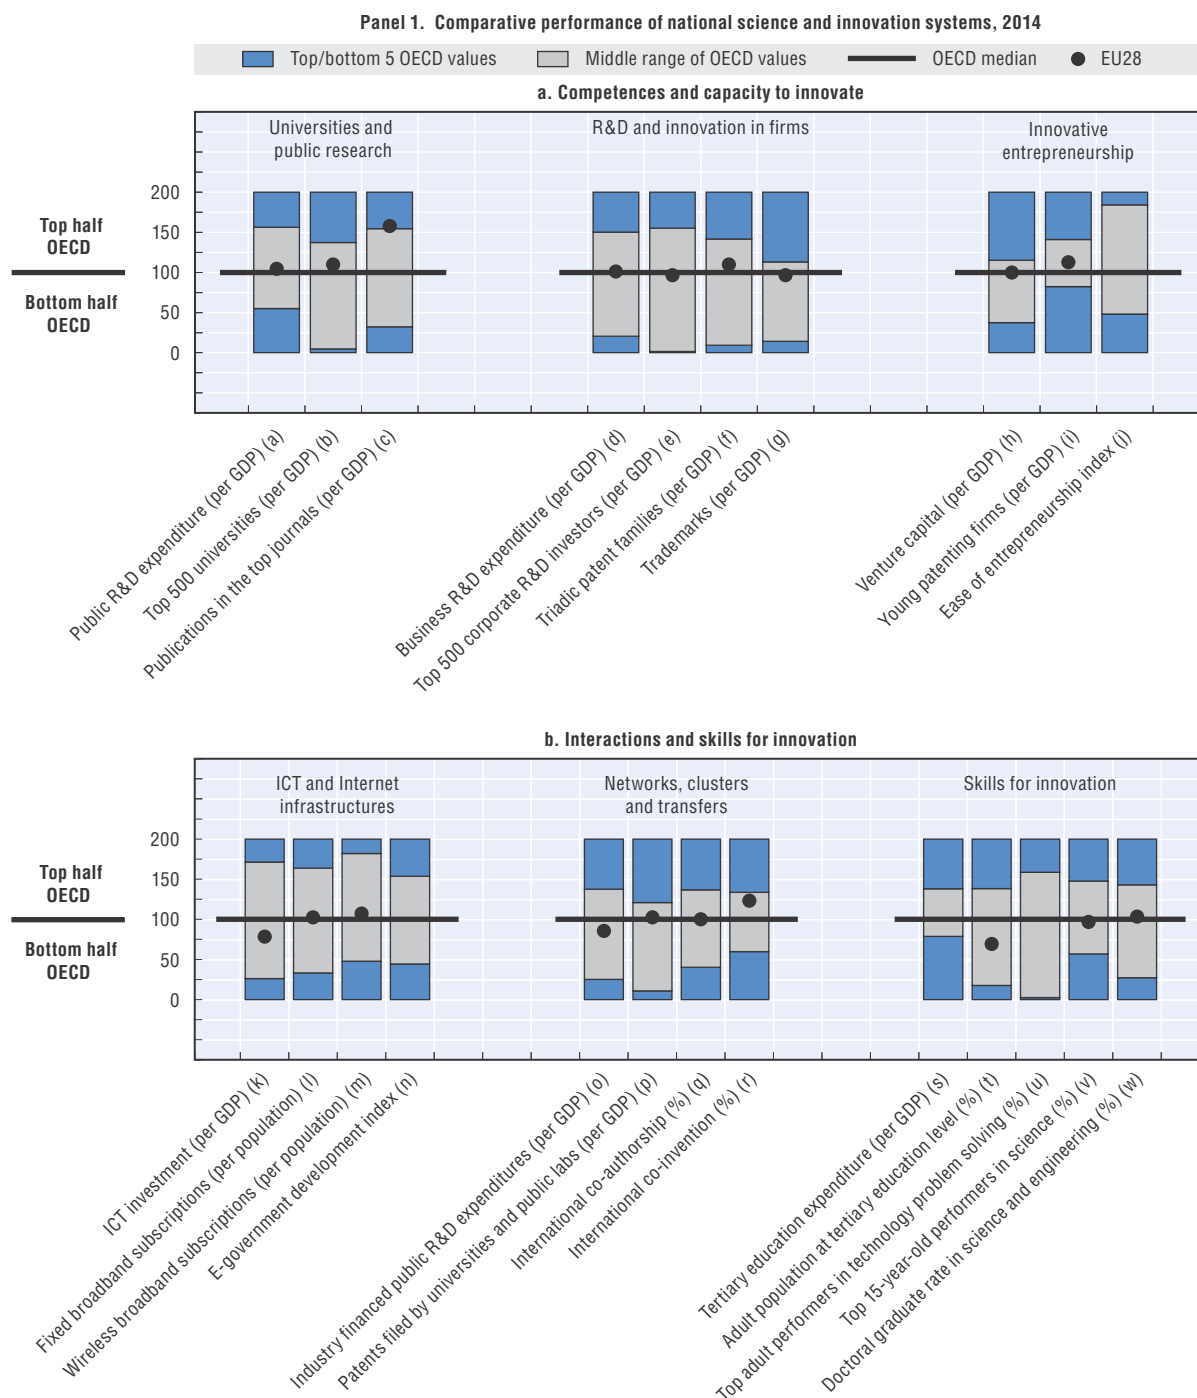 Panel 1. Comparative performance of national science and innovation systems, 2014
Top/bottom 5 OECD values
Middle range of OECD values
OECD median
EU28
a. Competences and capacity to innovate
Universities and
public research
R&D and innovation in firms
Innovative
entrepreneurship
200
150
100
50
0
Top half
OECD
Bottom half
OECD
Public R&D expenditure (per GDP) (a)
Top 500 universities (per GDP) (b)
Publications in the top journals (per GDP) (c)
Business R&D expenditure (per GDP) (d)
Top 500 corporate R&D investors (per GDP) (e)
Triadic patent families (per GDP) (f)
Trademarks (per GDP) (g)
Venture capital (per GDP) (h)
Young patenting firms (per GDP) (i)
Ease of entrepreneurship index (j)
b. Interactions and skills for innovation
ICT and Internet
infrastructures
Networks, clusters
and transfers
Skills for innovation
200
150
100
50
0
Top half
OECD
Bottom half
OECD
ICT investment (per GDP) (k)
Fixed broadband subscriptions (per population) (l)
Wireless broadband subscriptions (per population) (m)
E-government development index (n)
Industry financed public R&D expenditures (per GDP) (o)
Patents filed by universities and public labs (per GDP) (p)
International co-authorship (%) (q)
International co-invention (%) (r)
Tertiary education expenditure (per GDP) (s)
Adult population at tertiary education level (%) (t)
Top adult performers in technology problem solving (%) (u)
Top 15-year-old performers in science (%) (v)
Doctoral graduate rate in science and engineering (%) (w)